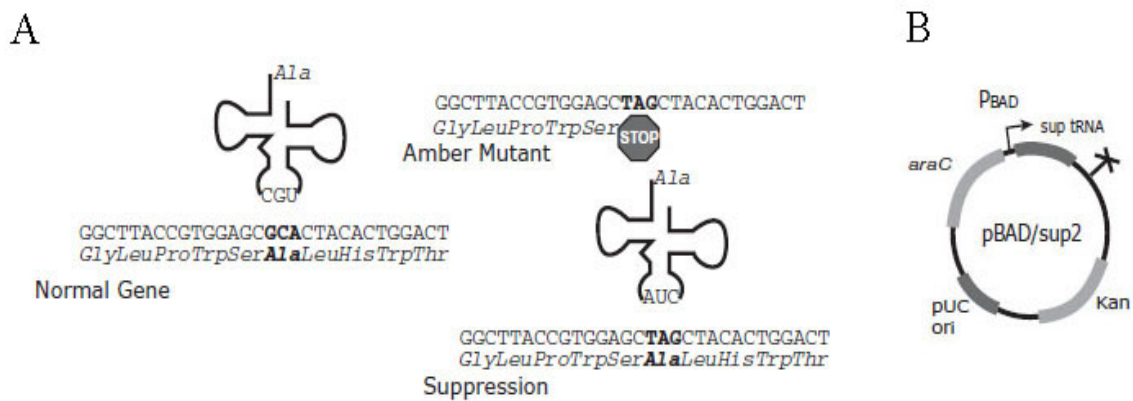 A
B
Ala
CGU
GGCTTACCGTGGAGCGCACTACACTGGACT
GlyLeuProTrpSerAlaLeuHisTrpThr
Normal Gene
GGCTTACCGTGGAGCTAGCTACACTGGACT
GlyLeuProTrpSer
STOP
Amber Mutant
Ala
AUC
GGCTTACCGTGGAGCTAGCTACACTGGACT
GlyLeuProTrpSerAlaLeuHisTrpThr
Suppression
PBAD
sup tRNA
araC
pBAD/sup2
pUC
ori
Kan